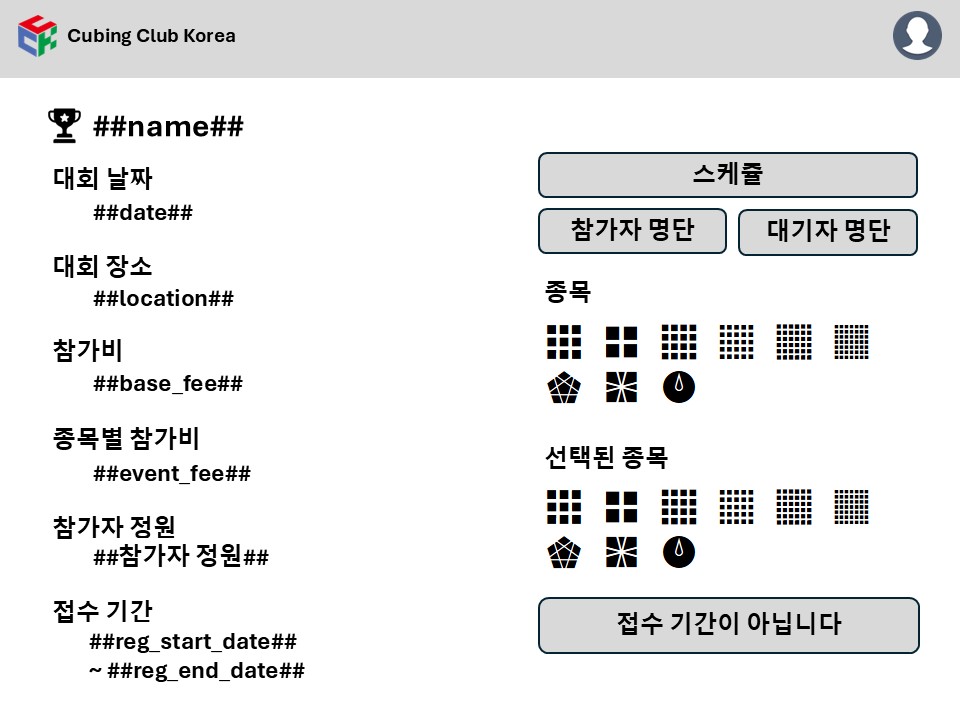 Cubing Club Korea
##name##
대회 날짜
##date##
대회 장소
##location##
참가비
##base_fee##
종목별 참가비
##event_fee##
참가자 정원
##참가자 정원##
접수 기간
##reg_start_date##
~ ##reg_end_date##
스케쥴
참가자 명단
대기자 명단
종목
선택된 종목
접수 기간이 아닙니다